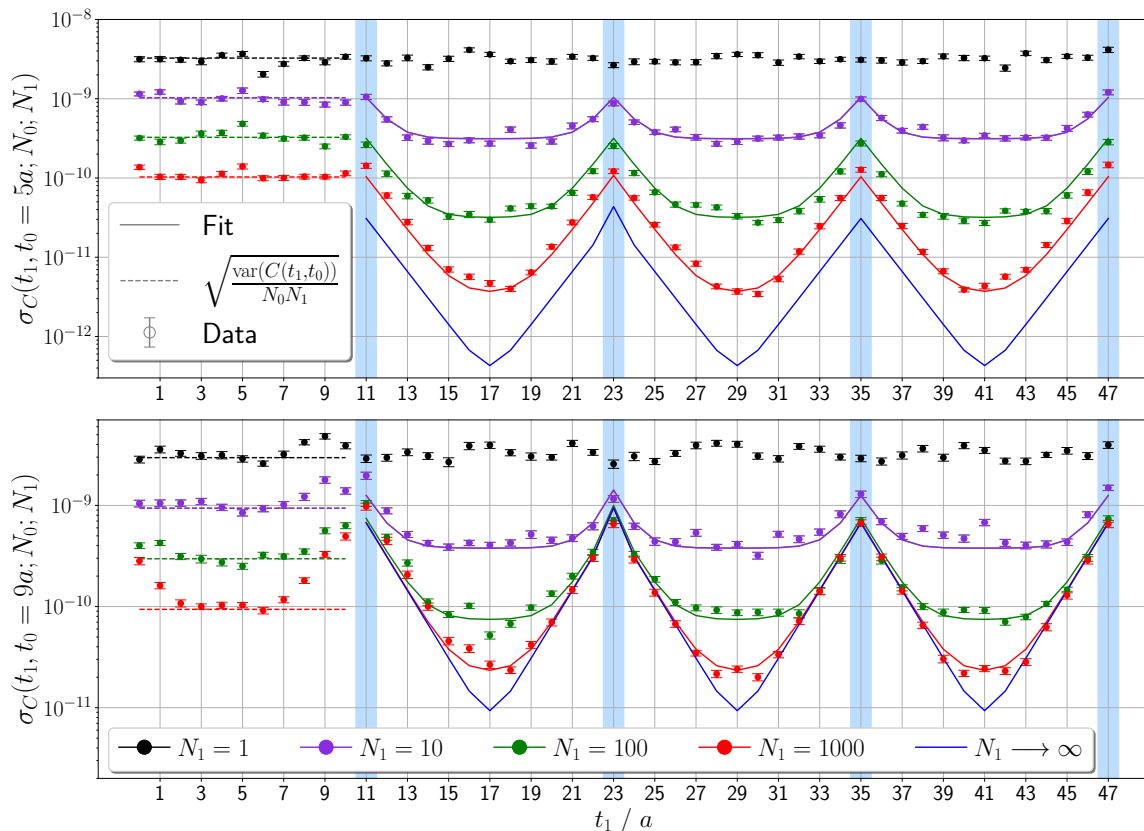 σ_C(t_1, t_0 = 5a; N_0; N_1)
10^{-8}
10^{-9}
10^{-10}
10^{-11}
10^{-12}
Fit
\sqrt{\frac{var(C(t_1,t_0))}{N_0N_1}}
Data
1 3 5 7 9 11 13 15 17 19 21 23 25 27 29 31 33 35 37 39 41 43 45 47
σ_C(t_1, t_0 = 9a; N_0; N_1)
10^{-9}
10^{-10}
10^{-11}
N_1 = 1 N_1 = 10 N_1 = 100 N_1 = 1000 N_1 ⟶ ∞
1 3 5 7 9 11 13 15 17 19 21 23 25 27 29 31 33 35 37 39 41 43 45 47
t_1 / a